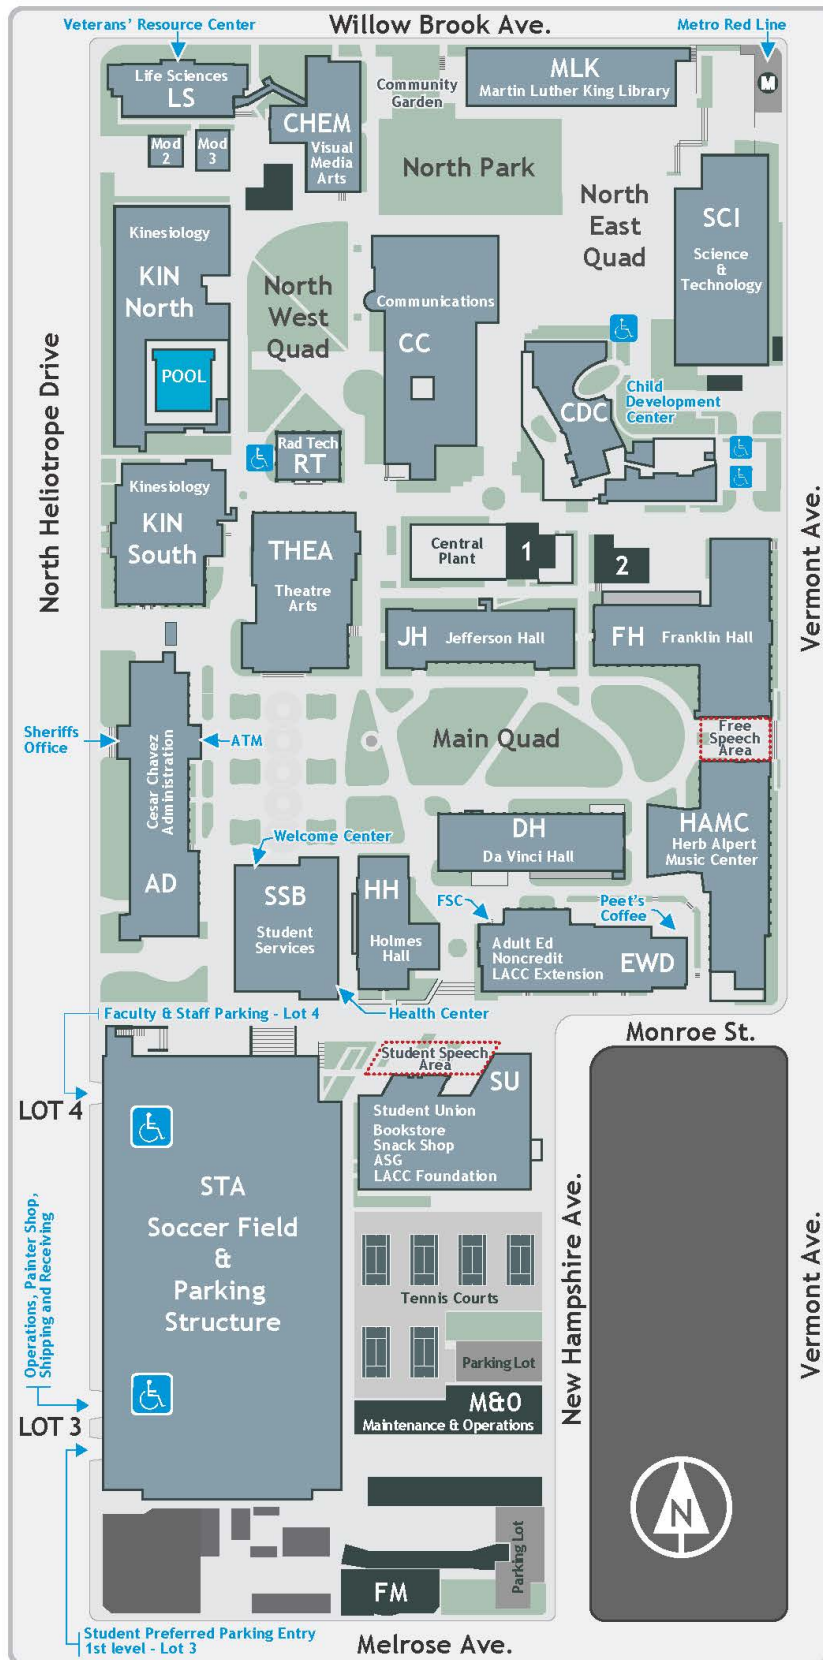 Veterans' Resource Center
Willow Brook Ave.
Metro Red Line
Life Sciences
LS
MLK
Martin Luther King Library
M
Community
Garden
CHEM
Visual
Media
Arts
Mod
2
Mod
3
North Park
North
East
Quad
SCI
Science
&
Technology
Kinesiology
KIN
North
POOL
North
West
Quad
Communications
CC
CDC
Child
Development
Center
North Heliotrope Drive
Rad Tech
RT
Kinesiology
KIN
South
THEA
Theatre
Arts
Central
Plant
1
2
Vermont Ave.
JH
Jefferson Hall
FH
Franklin Hall
Sheriffs
Office
ATM
Cesar Chavez
Administration
AD
Main Quad
Free
Speech
Area
Welcome Center
DH
Da Vinci Hall
HAMC
Herb Alpert
Music Center
SSB
Student
Services
HH
Holmes
Hall
FSC
Peet's
Coffee
Adult Ed
Noncredit
LACC Extension
EWD
Faculty & Staff Parking - Lot 4
Health Center
Monroe St.
LOT 4
Student Speech
Area
SU
Student Union
Bookstore
Snack Shop
ASG
LACC Foundation
STA
Soccer Field
&
Parking
Structure
Operations, Painter Shop,
Shipping and Receiving
Tennis Courts
Parking Lot
New Hampshire Ave.
Vermont Ave.
LOT 3
M&O
Maintenance & Operations
N
Parking Lot
FM
Student Preferred Parking Entry
1st level - Lot 3
Melrose Ave.